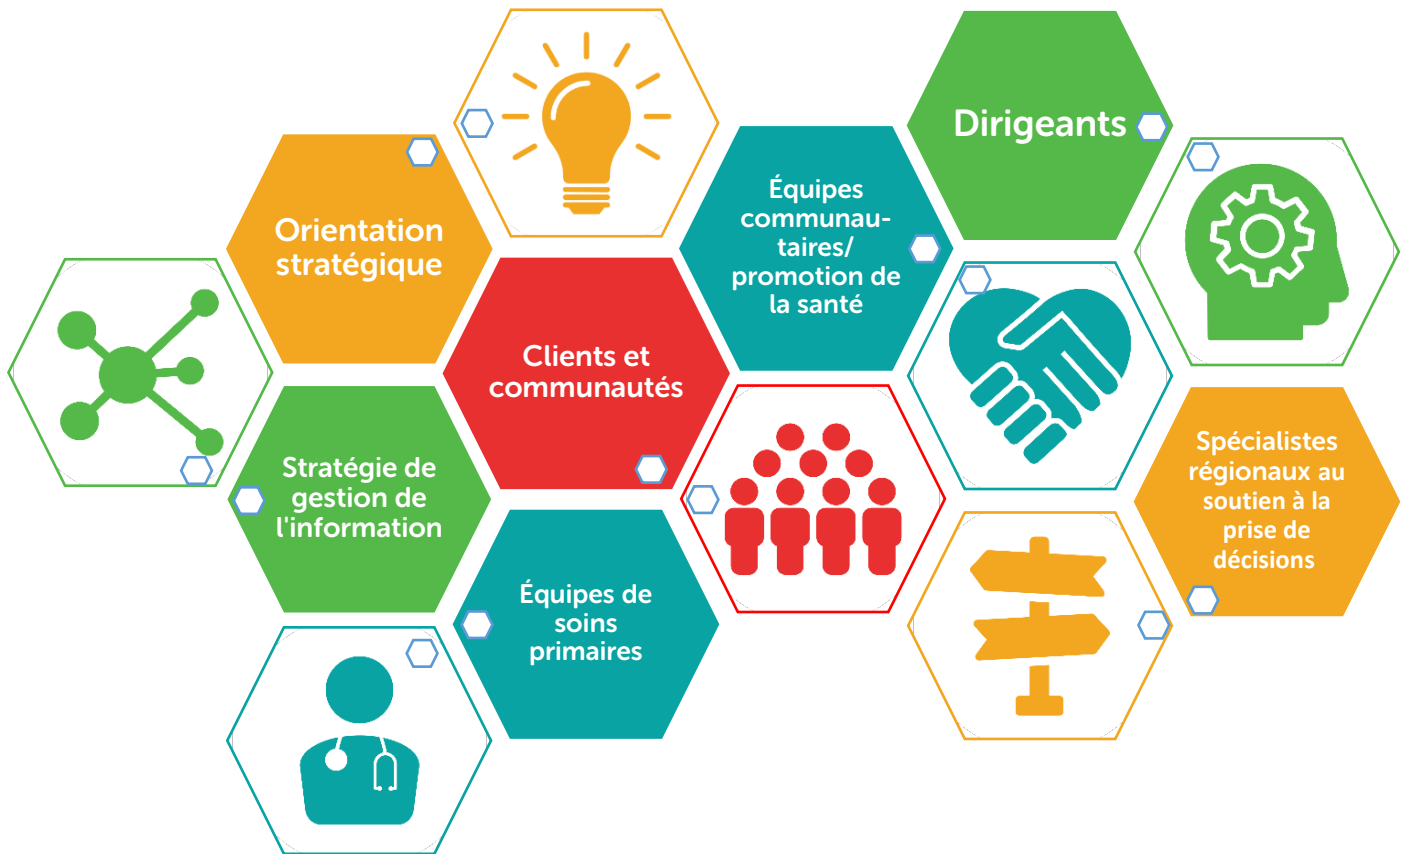 Dirigeants
Équipes
communau-
taires/
promotion de
la santé
Orientation
stratégique
Clients et
communautés
Spécialistes
régionaux au
soutien à la
prise de
décisions
Stratégie de
gestion de
l'information
Équipes de
soins
primaires